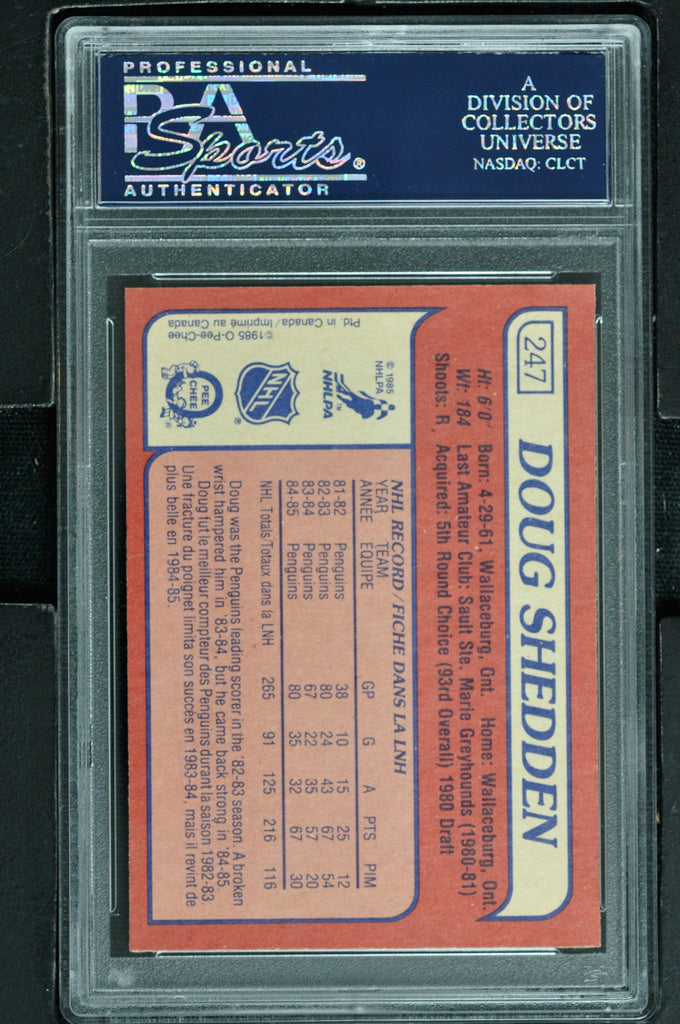 PROFESSIONAL
PSA
Sports®
AUTHENTICATOR
A
DIVISION OF
COLLECTORS
UNIVERSE
NASDAQ: CLCT
247
DOUG SHEDDEN
Ht: 6'0" Born: 4-29-61, Wallaceburg, Ont. Home: Wallaceburg, Ont.
Wt: 184 Last Amateur Club: Sault Ste. Marie Greyhounds (1980-81)
Shoots: R Acquired: 5th Round Choice (93rd Overall) 1980 Draft
© 1985
NHLPA
NHLPA™
NHL®
O
PEE
CHEE
©1985 O-Pee-Chee
Ptd. in Canada/Imprimé au Canada
NHL RECORD/FICHE DANS LA LNH
YEAR TEAM
ANNÉE ÉQUIPE GP G A PTS PIM
81-82 Penguins 38 10 15 25 12
82-83 Penguins 80 24 43 67 54
83-84 Penguins 67 22 35 57 20
84-85 Penguins 80 35 32 67 30
NHL Totals/Totaux dans la LNH 265 91 125 216 116
Doug was the Penguins leading scorer in the '82-83 season. A broken
wrist hampered him in '83-84, but he came back strong in '84-85.
Doug fut le meilleur compteur des Penguins durant la saison 1982-83.
Une fracture du poignet limita son succès en 1983-84, mais il revint de
plus belle en 1984-85.